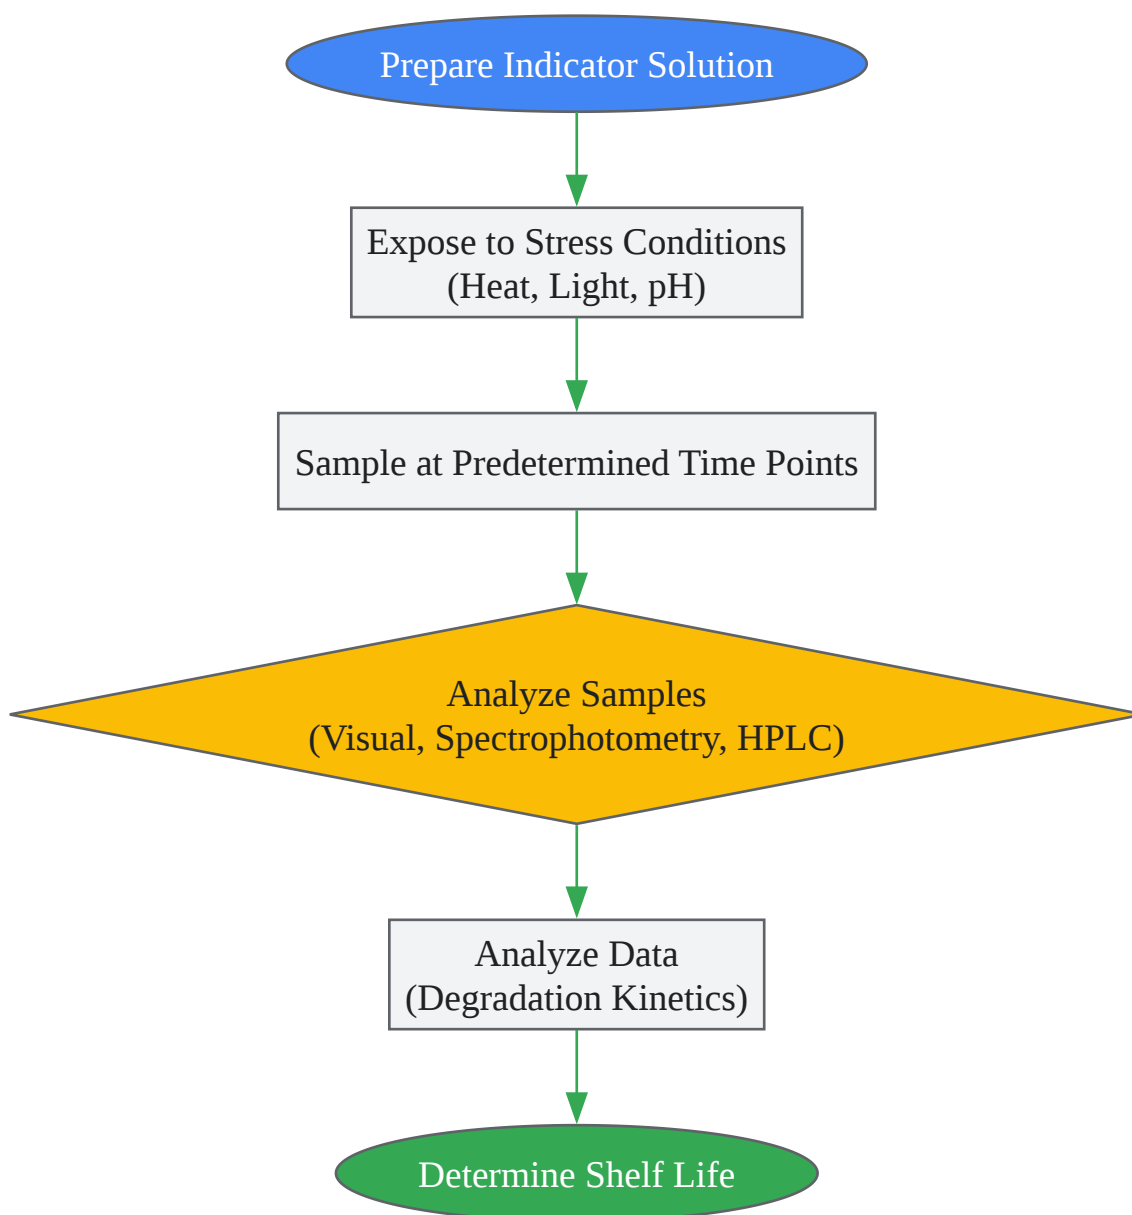 Prepare Indicator Solution
Expose to Stress Conditions
(Heat, Light, pH)
Sample at Predetermined Time Points
Analyze Samples
(Visual, Spectrophotometry, HPLC)
Analyze Data
(Degradation Kinetics)
Determine Shelf Life